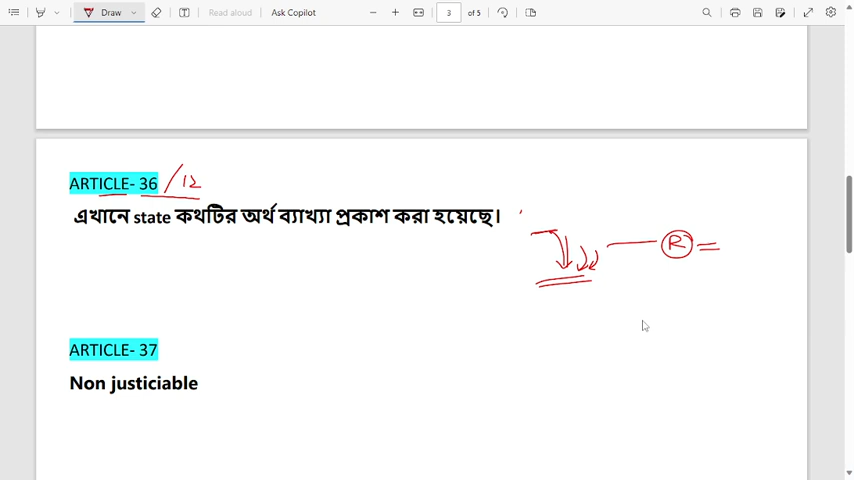 Draw
Read aloud
Ask Copilot
3
of 5
ARTICLE- 36 / 12
এখানে state কথটির অর্থ ব্যাখ্যা প্রকাশ করা হয়েছে।
R =
ARTICLE- 37
Non justiciable